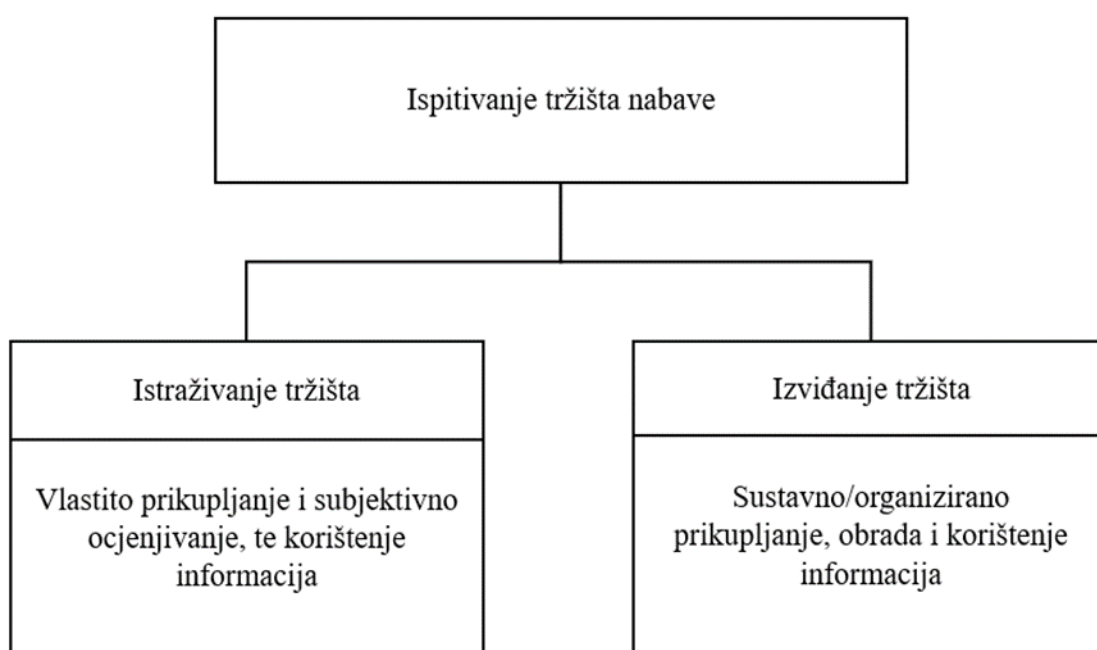 Ispitivanje tržišta nabave
Istraživanje tržišta
Vlastito prikupljanje i subjektivno
ocjenjivanje, te korištenje
informacija
Izviđanje tržišta
Sustavno/organizirano
prikupljanje, obrada i korištenje
informacija